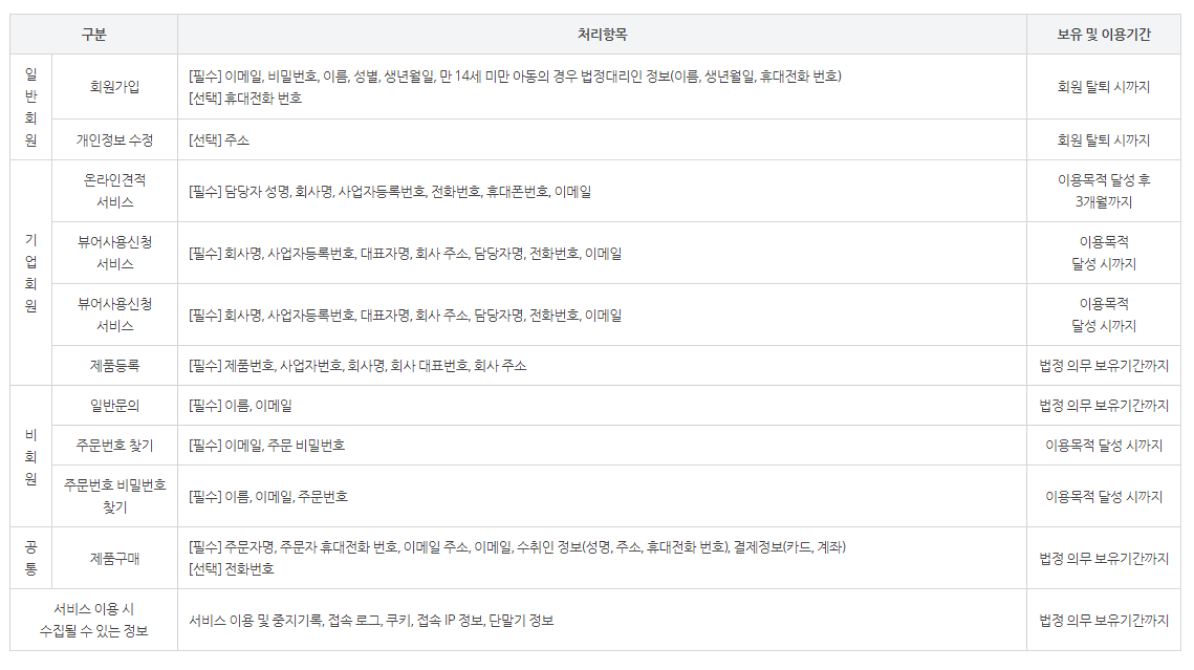 구분 처리항목 보유 및 이용기간
일반회원
회원가입
[필수] 이메일, 비밀번호, 이름, 성별, 생년월일, 만 14세 미만 아동의 경우 법정대리인 정보(이름, 생년월일, 휴대전화 번호)
[선택] 휴대전화 번호
회원 탈퇴 시까지
개인정보 수정
[선택] 주소
회원 탈퇴 시까지
기업회원
온라인견적
서비스
[필수] 담당자 성명, 회사명, 사업자등록번호, 전화번호, 휴대폰번호, 이메일
이용목적 달성 후
3개월까지
뷰어사용신청
서비스
[필수] 회사명, 사업자등록번호, 대표자명, 회사 주소, 담당자명, 전화번호, 이메일
이용목적
달성 시까지
뷰어사용신청
서비스
[필수] 회사명, 사업자등록번호, 대표자명, 회사 주소, 담당자명, 전화번호, 이메일
이용목적
달성 시까지
제품등록
[필수] 제품번호, 사업자번호, 회사명, 회사 대표번호, 회사 주소
법정 의무 보유기간까지
비회원
일반문의
[필수] 이름, 이메일
법정 의무 보유기간까지
주문번호 찾기
[필수] 이메일, 주문 비밀번호
이용목적 달성 시까지
주문번호 비밀번호
찾기
[필수] 이름, 이메일, 주문번호
이용목적 달성 시까지
공통
제품구매
[필수] 주문자명, 주문자 휴대전화 번호, 이메일 주소, 이메일, 수취인 정보(성명, 주소, 휴대전화 번호), 결제정보(카드, 계좌)
[선택] 전화번호
법정 의무 보유기간까지
서비스 이용 시
수집될 수 있는 정보
서비스 이용 및 중지기록, 접속 로그, 쿠키, 접속 IP 정보, 단말기 정보
법정 의무 보유기간까지